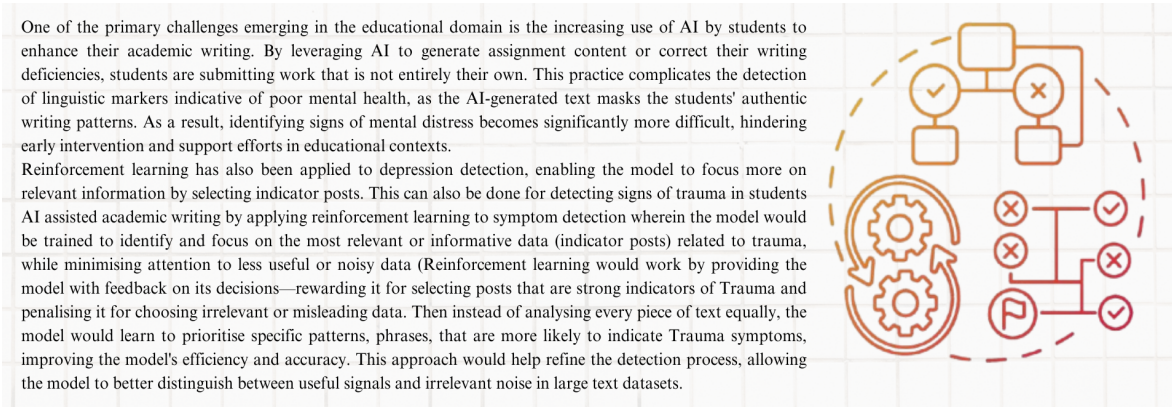 One of the primary challenges emerging in the educational domain is the increasing use of AI by students to
enhance their academic writing. By leveraging AI to generate assignment content or correct their writing
deficiencies, students are submitting work that is not entirely their own. This practice complicates the detection
of linguistic markers indicative of poor mental health, as the AI-generated text masks the students' authentic
writing patterns. As a result, identifying signs of mental distress becomes significantly more difficult, hindering
early intervention and support efforts in educational contexts.
Reinforcement learning has also been applied to depression detection, enabling the model to focus more on
relevant information by selecting indicator posts. This can also be done for detecting signs of trauma in students
AI assisted academic writing by applying reinforcement learning to symptom detection wherein the model would
be trained to identify and focus on the most relevant or informative data (indicator posts) related to trauma,
while minimising attention to less useful or noisy data (Reinforcement learning would work by providing the
model with feedback on its decisions—rewarding it for selecting posts that are strong indicators of Trauma and
penalising it for choosing irrelevant or misleading data. Then instead of analysing every piece of text equally, the
model would learn to prioritise specific patterns, phrases, that are more likely to indicate Trauma symptoms,
improving the model's efficiency and accuracy. This approach would help refine the detection process, allowing
the model to better distinguish between useful signals and irrelevant noise in large text datasets.